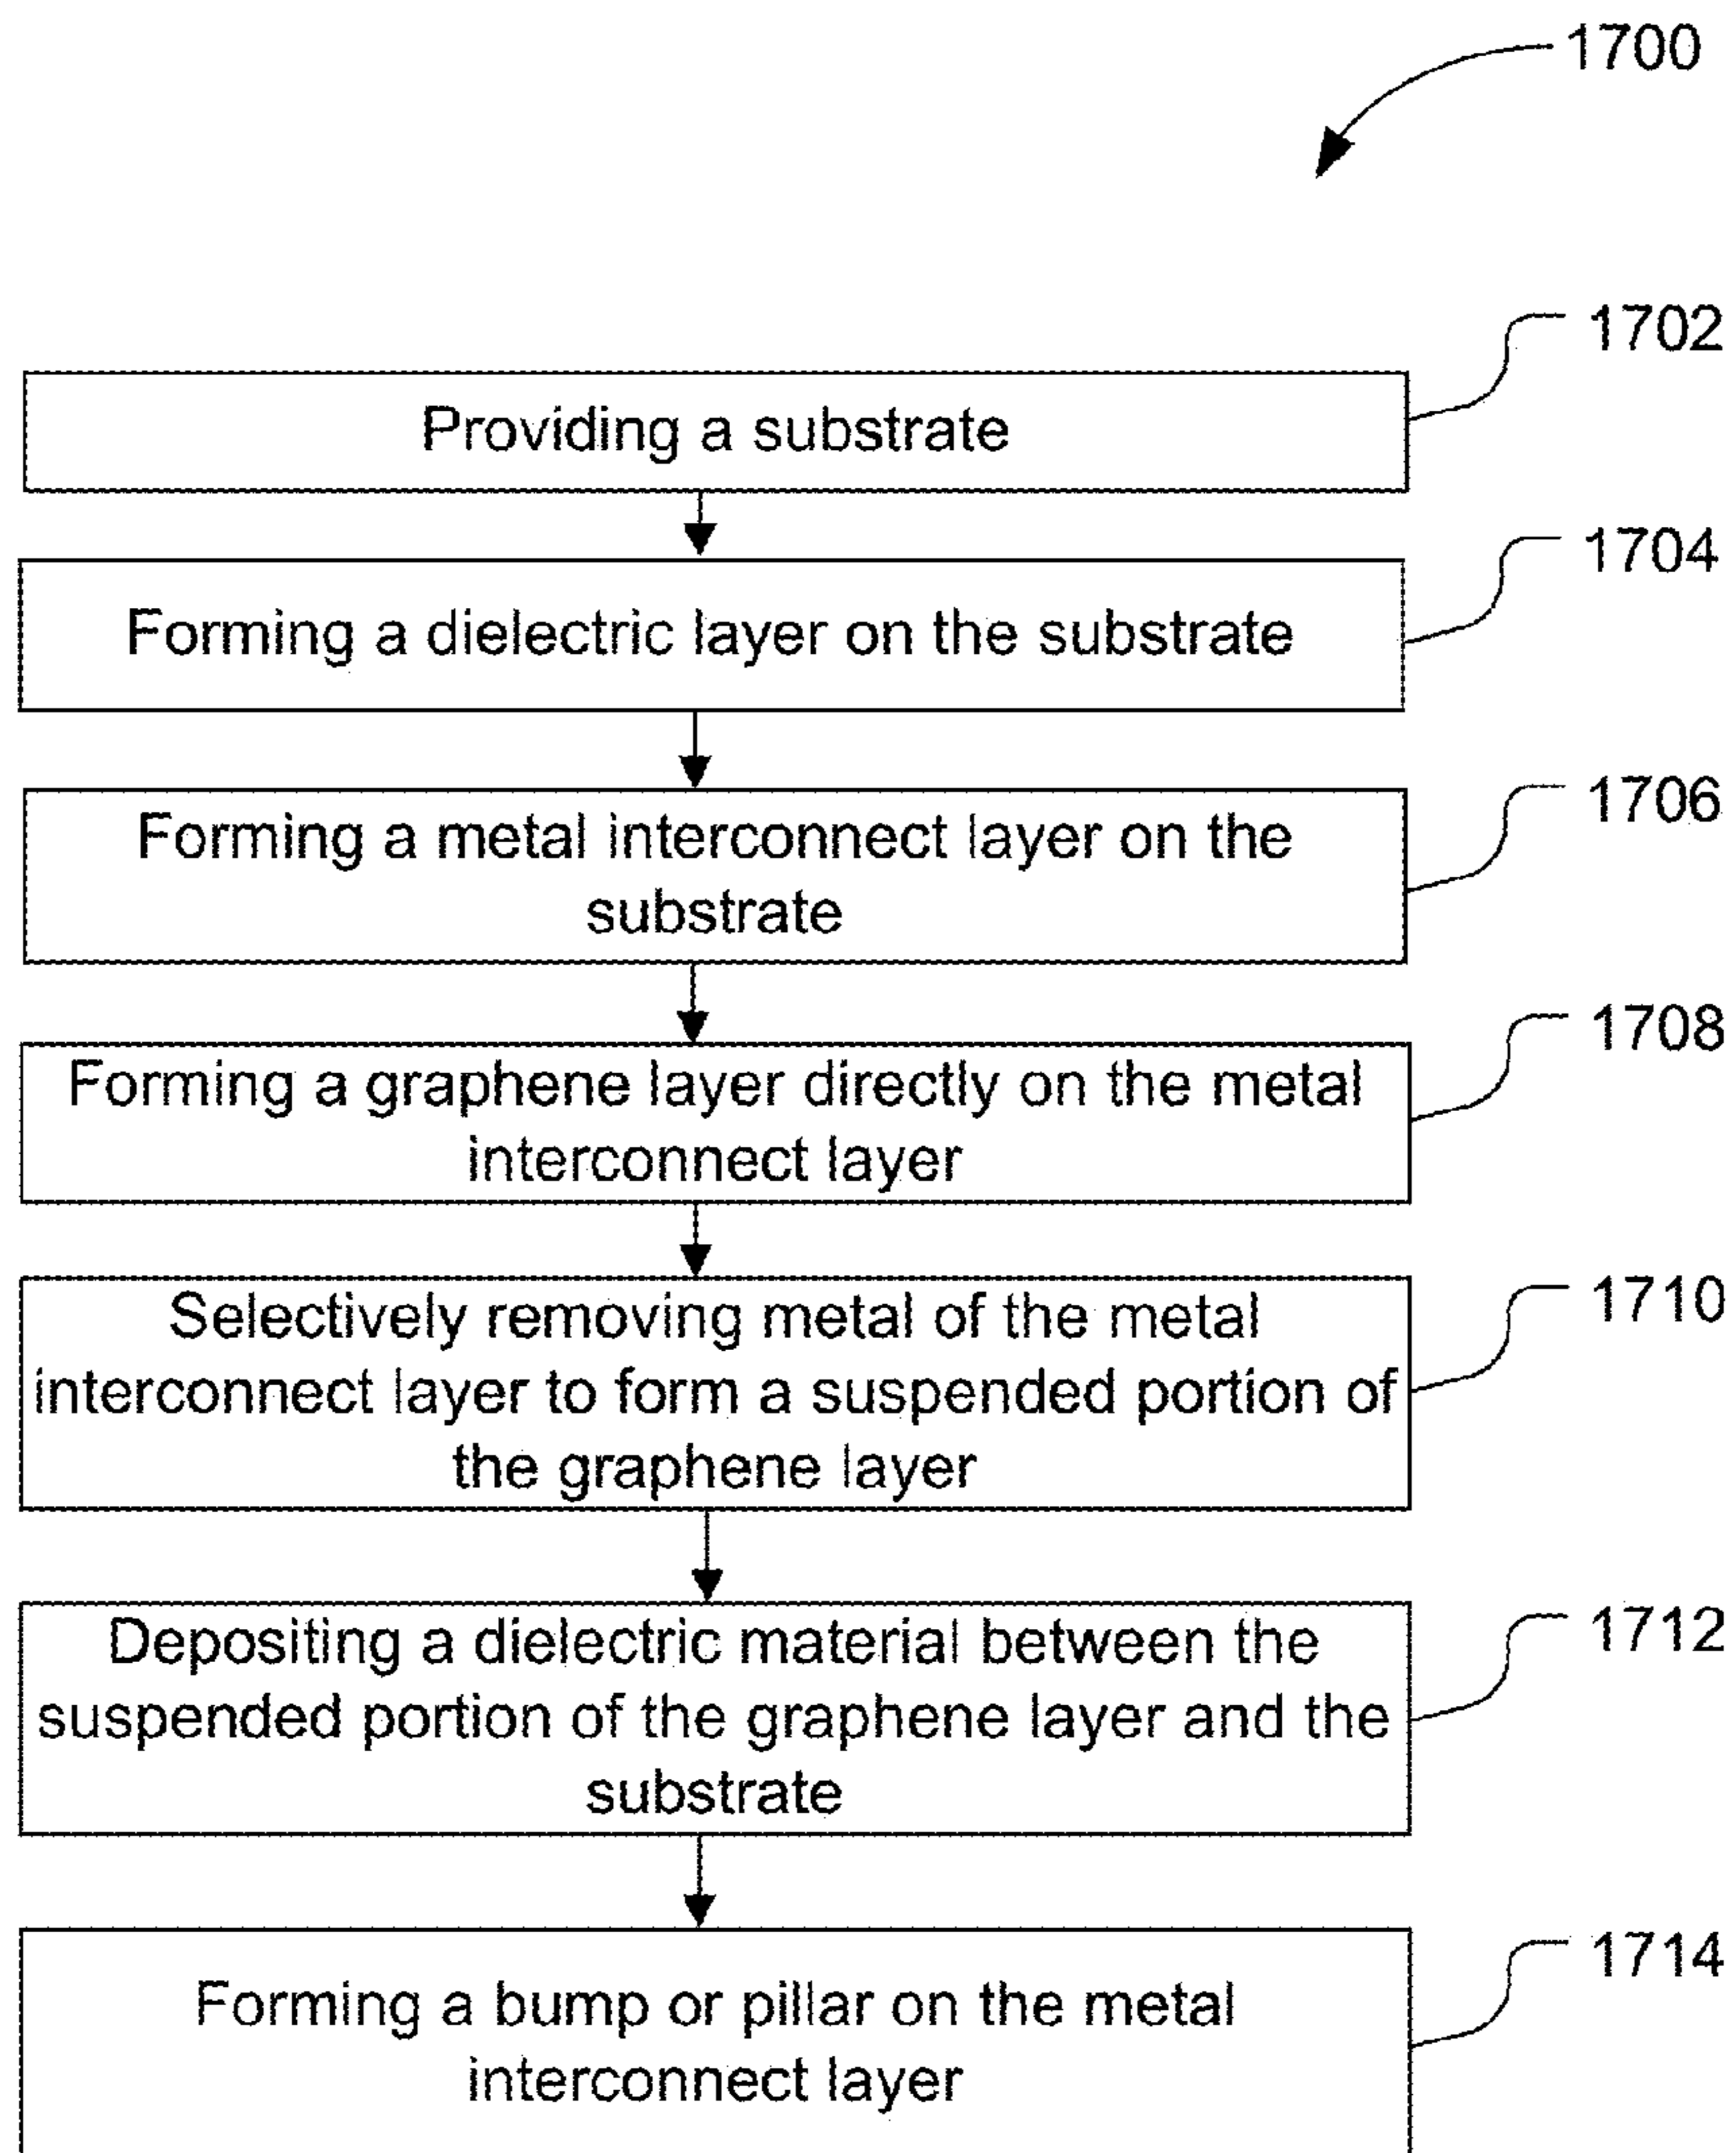 1700
1702
Providing a substrate
1704
Forming a dielectric layer on the substrate
1706
Forming a metal interconnect layer on the
substrate
1708
Forming a graphene layer directly on the metal
interconnect layer
1710
Selectively removing metal of the metal
interconnect layer to form a suspended portion of
the graphene layer
1712
Depositing a dielectric material between the
suspended portion of the graphene layer and the
substrate
1714
Forming a bump or pillar on the metal
interconnect layer